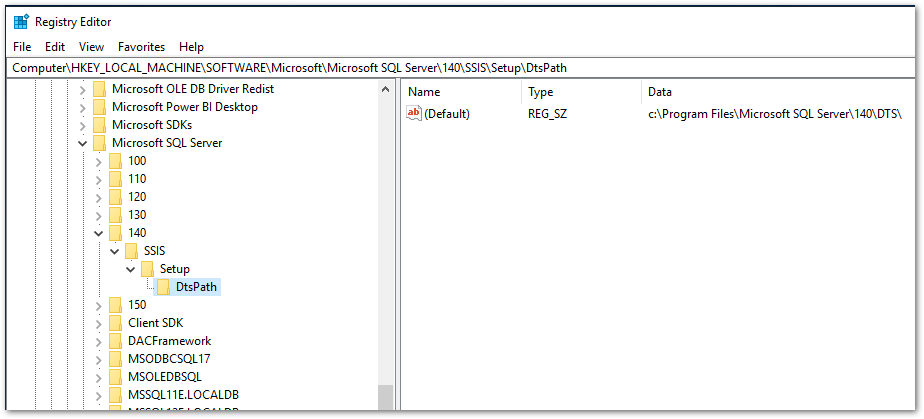 Registry Editor
File Edit View Favorites Help
Computer\HKEY_LOCAL_MACHINE\SOFTWARE\Microsoft\Microsoft SQL Server\140\SSIS\Setup\DtsPath
Microsoft OLE DB Driver Redist
Microsoft Power BI Desktop
Microsoft SDKs
Microsoft SQL Server
100
110
120
130
140
SSIS
Setup
DtsPath
150
Client SDK
DACFramework
MSODBCSQL17
MSOLEDBSQL
MSSQL11E.LOCALDB
Name Type Data
ab (Default) REG_SZ c:\Program Files\Microsoft SQL Server\140\DTS\